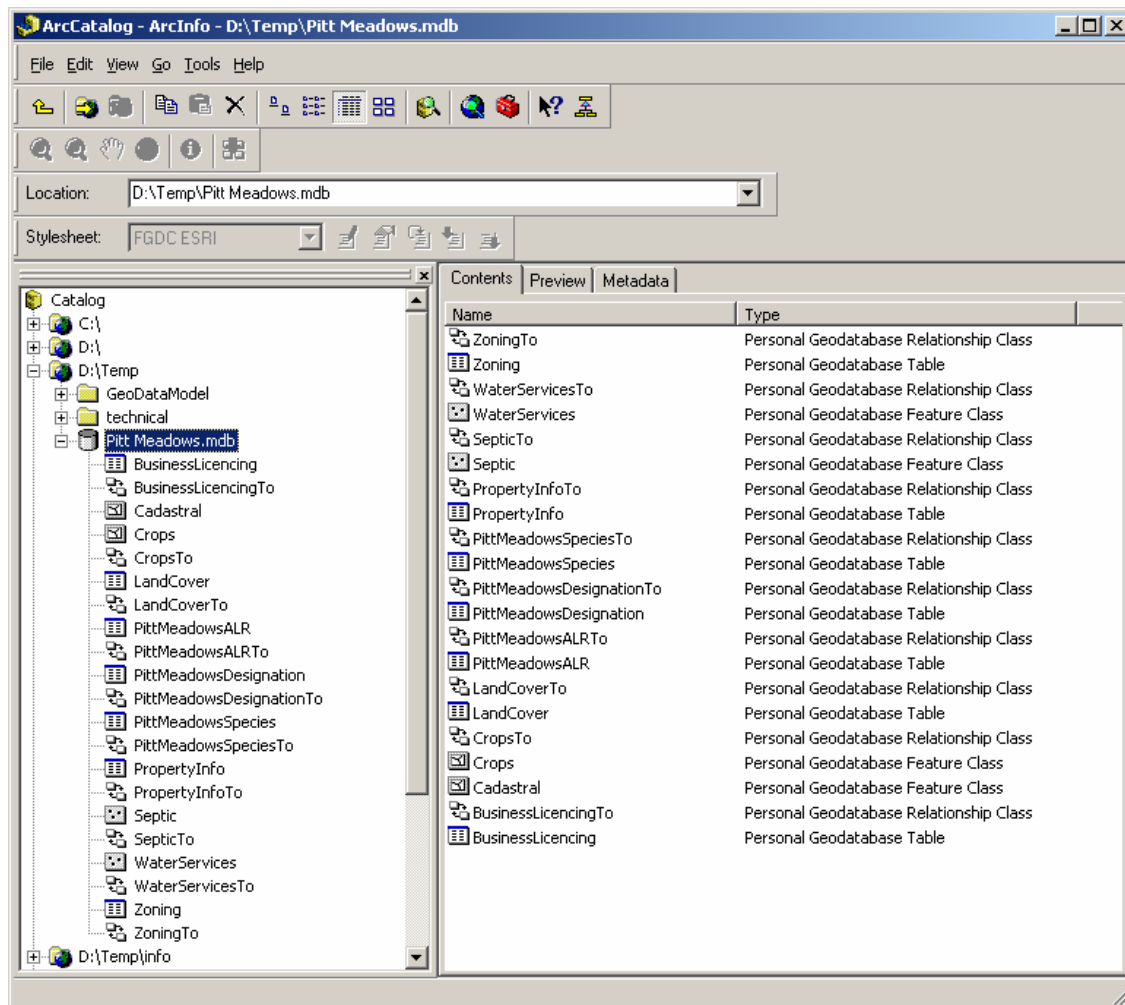 ArcCatalog - ArcInfo - D:\Temp\Pitt Meadows.mdb
File Edit View Go Tools Help
Location: D:\Temp\Pitt Meadows.mdb
Stylesheet: FGDC ESRI
Catalog
C:\
D:\
D:\Temp
GeoDataModel
technical
Pitt Meadows.mdb
BusinessLicencing
BusinessLicencingTo
Cadastral
Crops
CropsTo
LandCover
LandCoverTo
PittMeadowsALR
PittMeadowsALRTo
PittMeadowsDesignation
PittMeadowsDesignationTo
PittMeadowsSpecies
PittMeadowsSpeciesTo
PropertyInfo
PropertyInfoTo
Septic
SepticTo
WaterServices
WaterServicesTo
Zoning
ZoningTo
D:\Temp\info
Contents Preview Metadata
Name Type
ZoningTo Personal Geodatabase Relationship Class
Zoning Personal Geodatabase Table
WaterServicesTo Personal Geodatabase Relationship Class
WaterServices Personal Geodatabase Feature Class
SepticTo Personal Geodatabase Relationship Class
Septic Personal Geodatabase Feature Class
PropertyInfoTo Personal Geodatabase Relationship Class
PropertyInfo Personal Geodatabase Table
PittMeadowsSpeciesTo Personal Geodatabase Relationship Class
PittMeadowsSpecies Personal Geodatabase Table
PittMeadowsDesignationTo Personal Geodatabase Relationship Class
PittMeadowsDesignation Personal Geodatabase Table
PittMeadowsALRTo Personal Geodatabase Relationship Class
PittMeadowsALR Personal Geodatabase Table
LandCoverTo Personal Geodatabase Relationship Class
LandCover Personal Geodatabase Table
CropsTo Personal Geodatabase Relationship Class
Crops Personal Geodatabase Feature Class
Cadastral Personal Geodatabase Feature Class
BusinessLicencingTo Personal Geodatabase Relationship Class
BusinessLicencing Personal Geodatabase Table